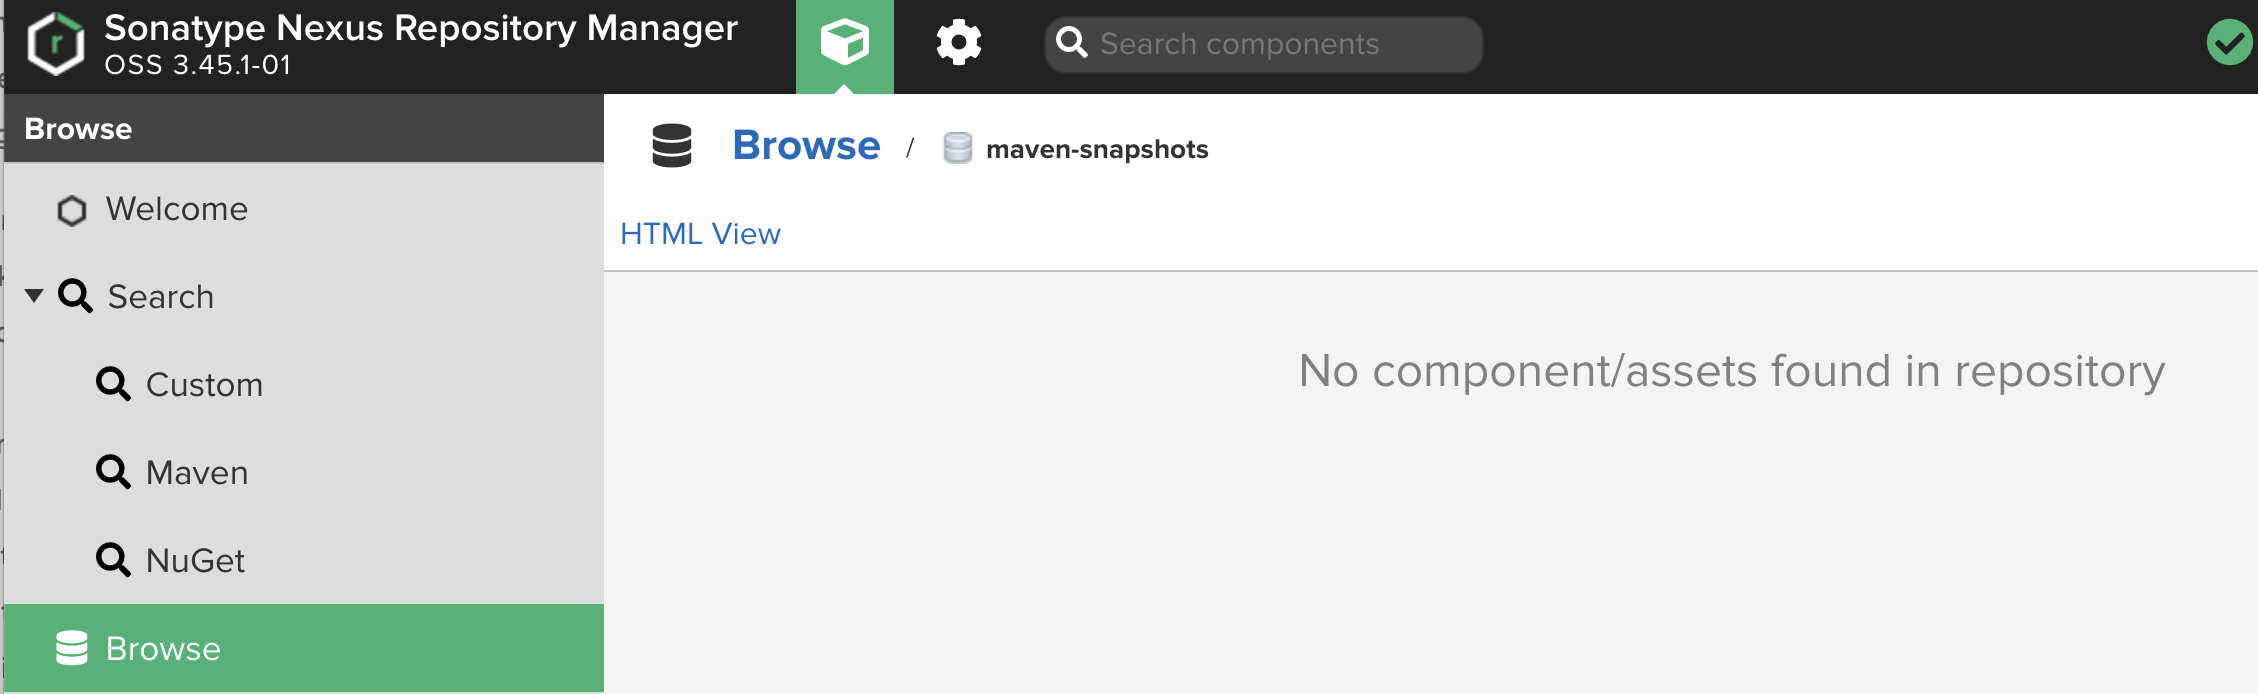 Sonatype Nexus Repository Manager
OSS 3.45.1-01
Search components
Browse
Welcome
Search
Custom
Maven
NuGet
Browse
Browse / maven-snapshots
HTML View
No component/assets found in repository